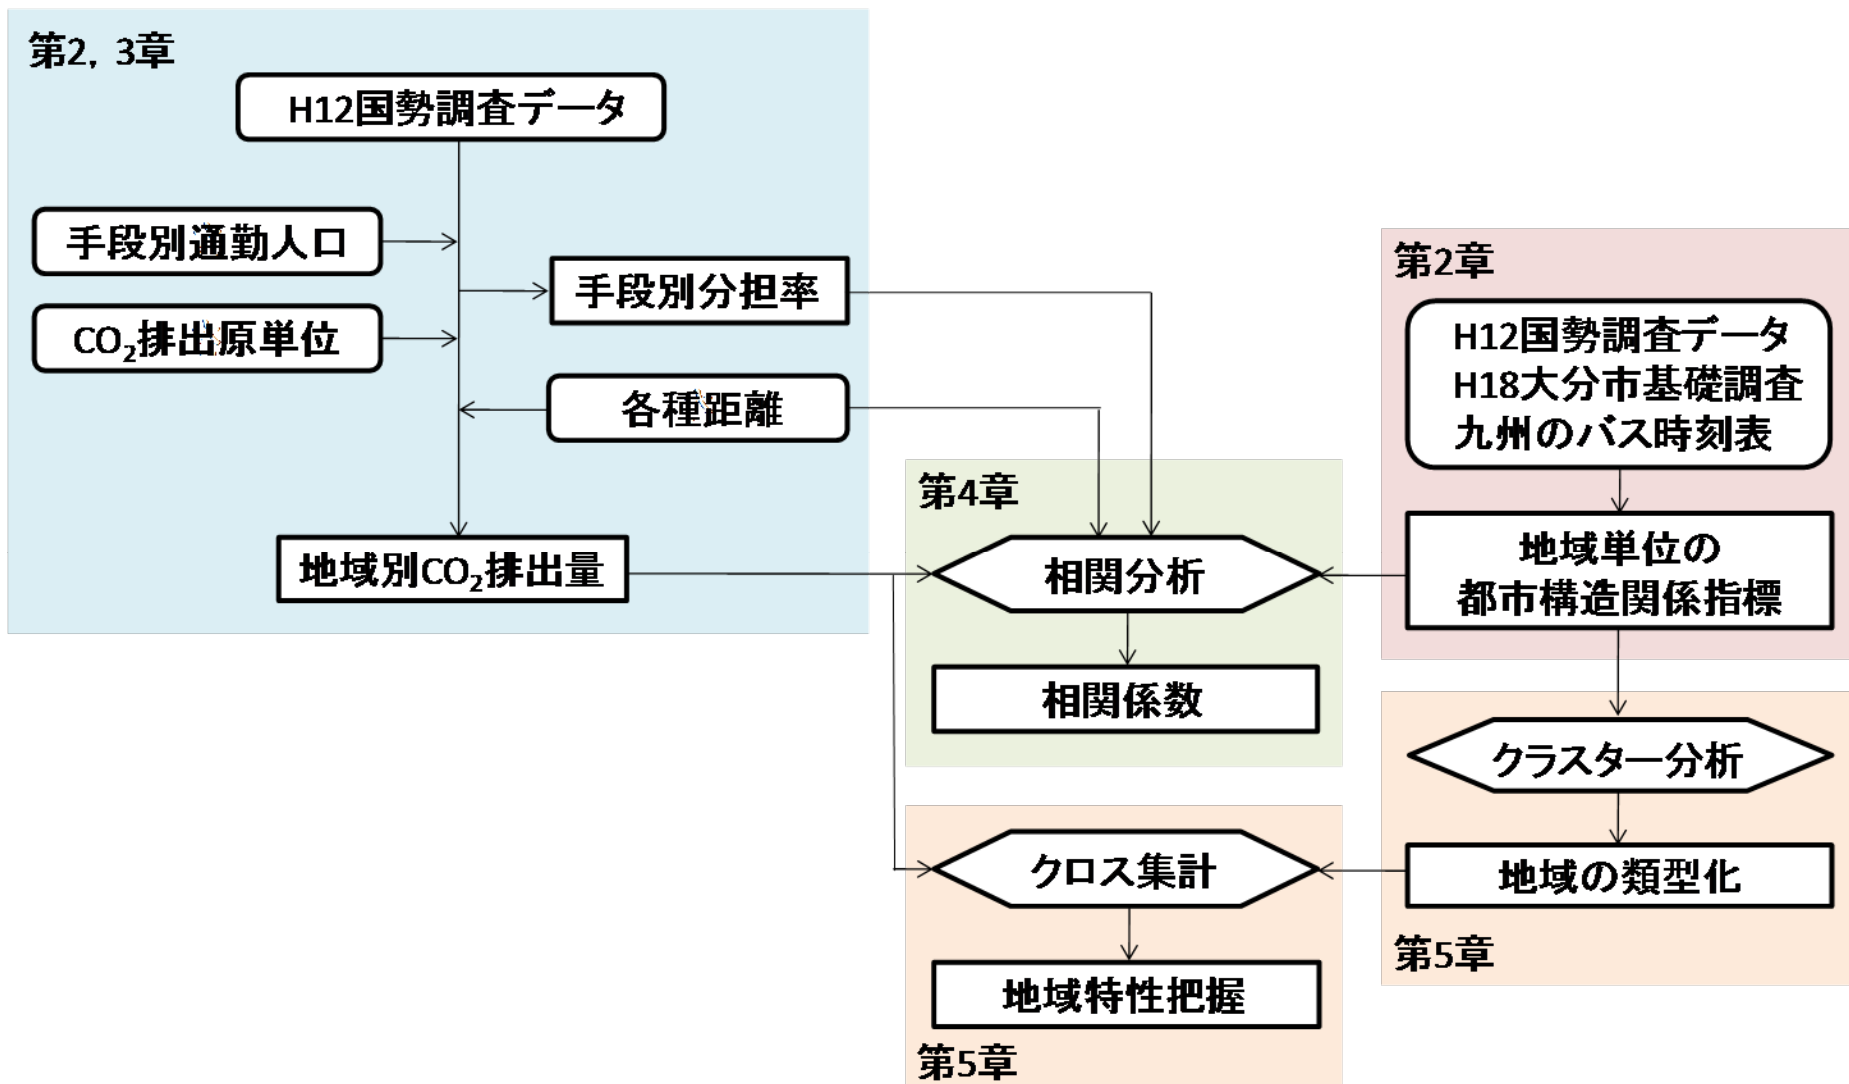 第2，3章
H12国勢調査データ
手段別通勤人口
手段別分担率
CO₂排出原単位
各種距離
地域別CO₂排出量
第2章
H12国勢調査データ
H18大分市基礎調査
九州のバス時刻表
地域単位の
都市構造関係指標
第4章
相関分析
相関係数
クラスター分析
地域の類型化
第5章
クロス集計
地域特性把握
第5章